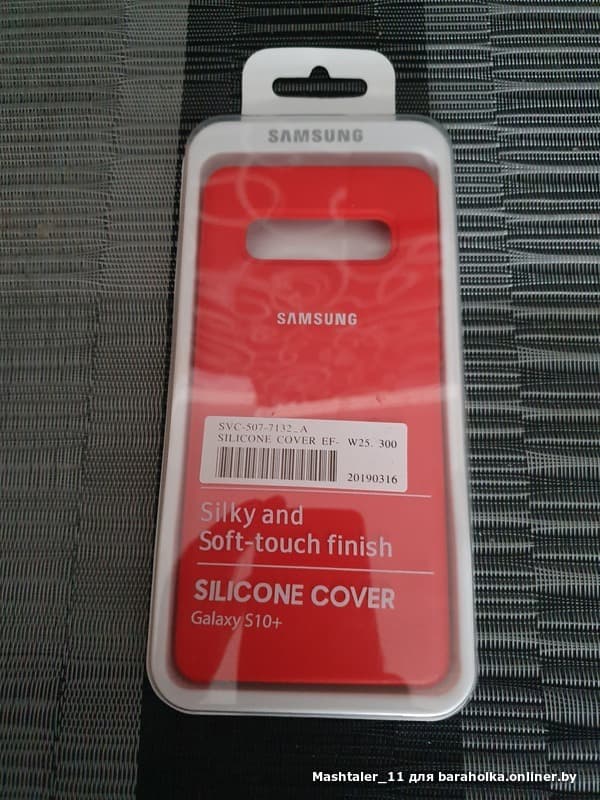 SAMSUNG
SAMSUNG
SVC-507-7132_A
SILICONE COVER EF- W25. 300
20190316
Silky and
Soft-touch finish
SILICONE COVER
Galaxy S10+
Mashtaler_11 для baraholka.onliner.by